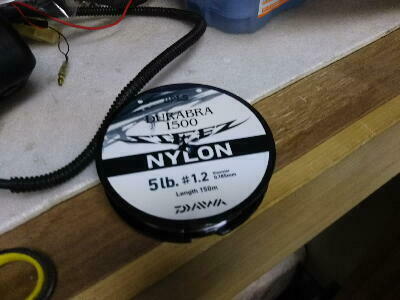 DURABRA
1500
NYLON
5lb. #1.2 Diameter 0.185mm
Length 150m
DAIWA